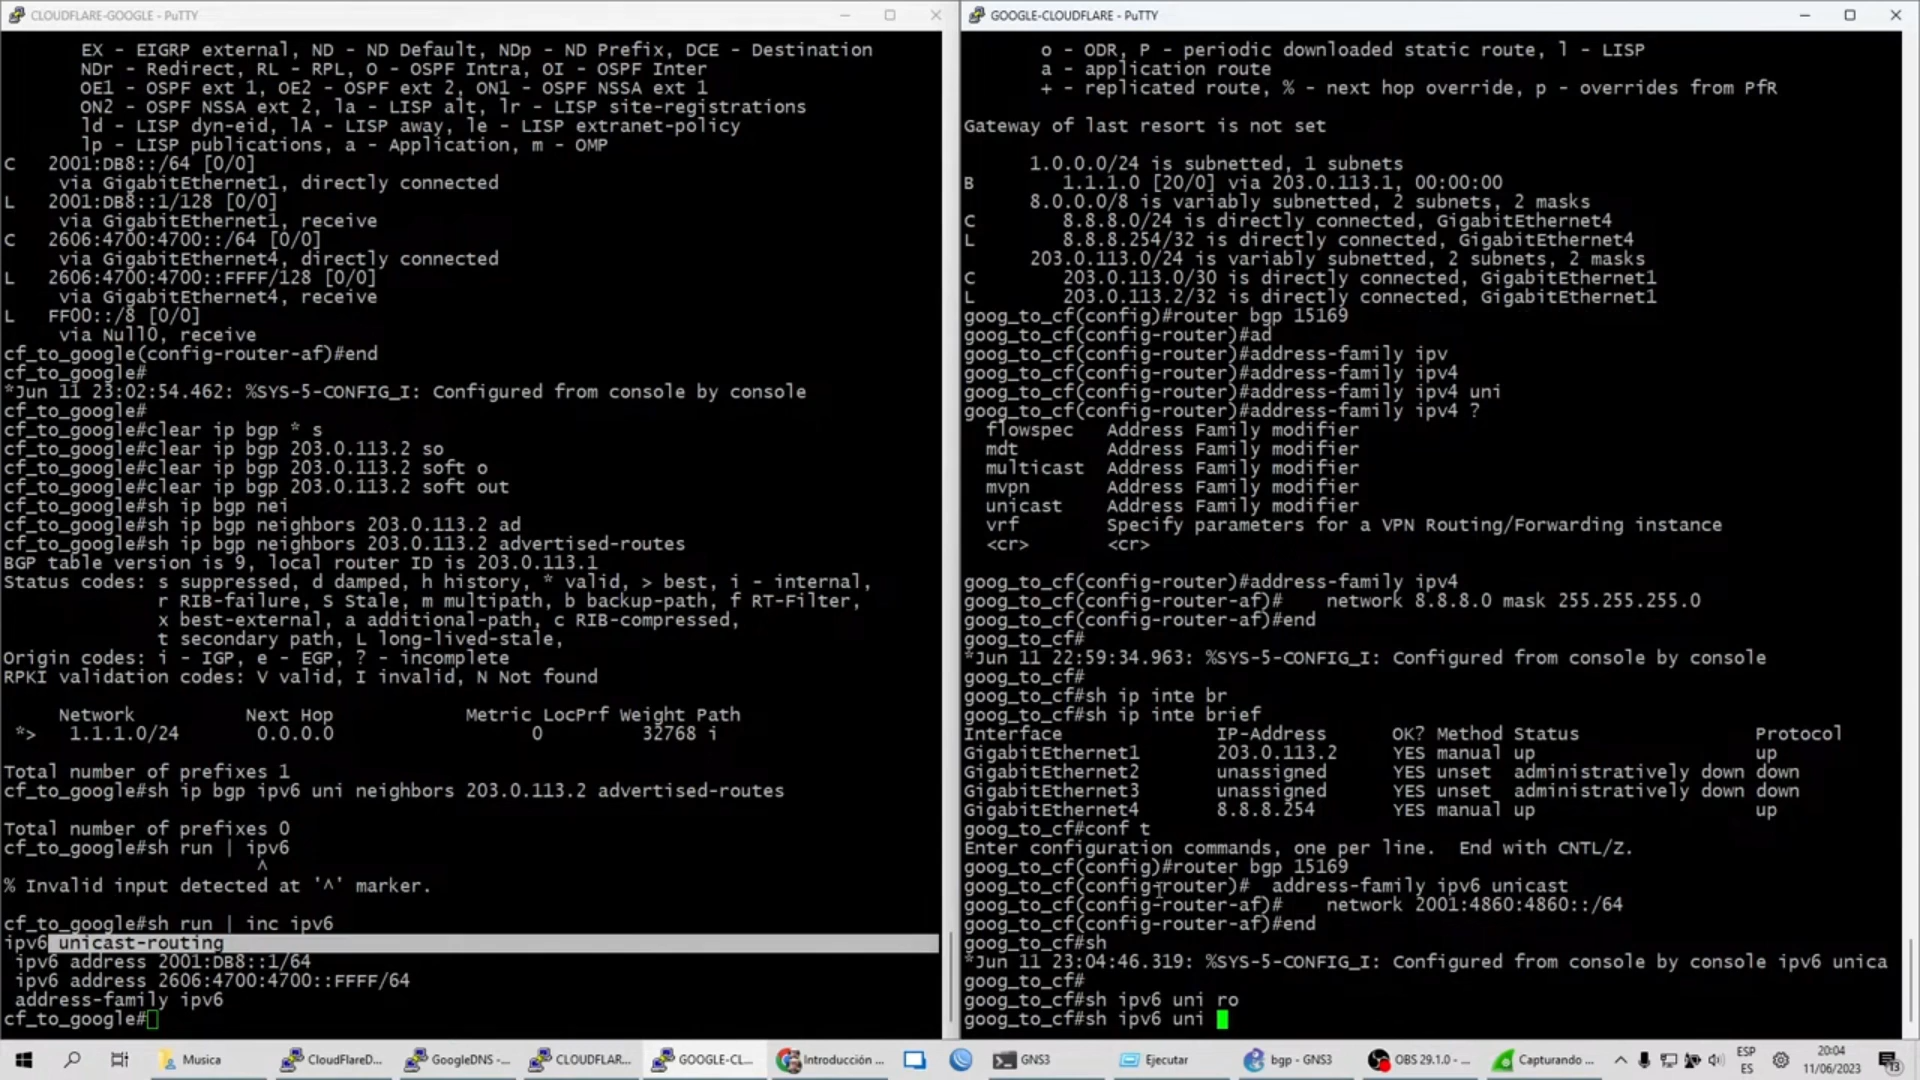 CLOUDFLARE-GOOGLE - PuTTY
EX - EIGRP external, ND - ND Default, NDp - ND Prefix, DCE - Destination
NDr - Redirect, RL - RPL, O - OSPF Intra, OI - OSPF Inter
OE1 - OSPF ext 1, OE2 - OSPF ext 2, ON1 - OSPF NSSA ext 1
ON2 - OSPF NSSA ext 2, la - LISP alt, lr - LISP site-registrations
ld - LISP dyn-eid, lA - LISP away, le - LISP extranet-policy
lp - LISP publications, a - Application, m - OMP
C   2001:DB8::/64 [0/0]
via GigabitEthernet1, directly connected
L   2001:DB8::1/128 [0/0]
via GigabitEthernet1, receive
C   2606:4700:4700::/64 [0/0]
via GigabitEthernet4, directly connected
L   2606:4700:4700::FFFF/128 [0/0]
via GigabitEthernet4, receive
L   FF00::/8 [0/0]
via Null0, receive
cf_to_google(config-router-af)#end
cf_to_google#
*Jun 11 23:02:54.462: %SYS-5-CONFIG_I: Configured from console by console
cf_to_google#
cf_to_google#clear ip bgp * s
cf_to_google#clear ip bgp 203.0.113.2 so
cf_to_google#clear ip bgp 203.0.113.2 soft o
cf_to_google#clear ip bgp 203.0.113.2 soft out
cf_to_google#sh ip bgp nei
cf_to_google#sh ip bgp neighbors 203.0.113.2 ad
cf_to_google#sh ip bgp neighbors 203.0.113.2 advertised-routes
BGP table version is 9, local router ID is 203.0.113.1
Status codes: s suppressed, d damped, h history, * valid, > best, i - internal,
r RIB-failure, S Stale, m multipath, b backup-path, f RT-Filter,
x best-external, a additional-path, c RIB-compressed,
t secondary path, L long-lived-stale,
Origin codes: i - IGP, e - EGP, ? - incomplete
RPKI validation codes: V valid, I invalid, N Not found
Network          Next Hop            Metric LocPrf Weight Path
*>   1.1.1.0/24       0.0.0.0                  0         32768 i
Total number of prefixes 1
cf_to_google#sh ip bgp ipv6 uni neighbors 203.0.113.2 advertised-routes
Total number of prefixes 0
cf_to_google#sh run | ipv6
^
% Invalid input detected at '^' marker.
cf_to_google#sh run | inc ipv6
ipv6 unicast-routing
ipv6 address 2001:DB8::1/64
ipv6 address 2606:4700:4700::FFFF/64
address-family ipv6
cf_to_google#
GOOGLE-CLOUDFLARE - PuTTY
o - ODR, P - periodic downloaded static route, l - LISP
a - application route
+ - replicated route, % - next hop override, p - overrides from PfR
Gateway of last resort is not set
1.0.0.0/24 is subnetted, 1 subnets
B        1.1.1.0 [20/0] via 203.0.113.1, 00:00:00
8.0.0.0/8 is variably subnetted, 2 subnets, 2 masks
C        8.8.8.0/24 is directly connected, GigabitEthernet4
L        8.8.8.254/32 is directly connected, GigabitEthernet4
203.0.113.0/24 is variably subnetted, 2 subnets, 2 masks
C        203.0.113.0/30 is directly connected, GigabitEthernet1
L        203.0.113.2/32 is directly connected, GigabitEthernet1
goog_to_cf(config)#router bgp 15169
goog_to_cf(config-router)#ad
goog_to_cf(config-router)#address-family ipv
goog_to_cf(config-router)#address-family ipv4
goog_to_cf(config-router)#address-family ipv4 uni
goog_to_cf(config-router)#address-family ipv4 ?
flowspec   Address Family modifier
mdt        Address Family modifier
multicast  Address Family modifier
mvpn       Address Family modifier
unicast    Address Family modifier
vrf        Specify parameters for a VPN Routing/Forwarding instance
<cr>       <cr>
goog_to_cf(config-router)#address-family ipv4
goog_to_cf(config-router-af)#    network 8.8.8.0 mask 255.255.255.0
goog_to_cf(config-router-af)#end
goog_to_cf#
*Jun 11 22:59:34.963: %SYS-5-CONFIG_I: Configured from console by console
goog_to_cf#
goog_to_cf#sh ip inte br
goog_to_cf#sh ip inte brief
Interface              IP-Address      OK? Method Status                Protocol
GigabitEthernet1       203.0.113.2     YES manual up                    up
GigabitEthernet2       unassigned      YES unset  administratively down down
GigabitEthernet3       unassigned      YES unset  administratively down down
GigabitEthernet4       8.8.8.254       YES manual up                    up
goog_to_cf#conf t
Enter configuration commands, one per line.  End with CNTL/Z.
goog_to_cf(config)#router bgp 15169
goog_to_cf(config-router)#  address-family ipv6 unicast
goog_to_cf(config-router-af)#    network 2001:4860:4860::/64
goog_to_cf(config-router-af)#end
goog_to_cf#sh
*Jun 11 23:04:46.319: %SYS-5-CONFIG_I: Configured from console by console ipv6 unica
goog_to_cf#
goog_to_cf#sh ipv6 uni ro
goog_to_cf#sh ipv6 uni
Musica
CloudFlareD...
GoogleDNS -...
CLOUDFLAR...
GOOGLE-CL...
Introducción ...
GNS3
Ejecutar
bgp - GNS3
OBS 29.1.0 - ...
Capturando ...
ESP
ES
20:04
11/06/2023
13